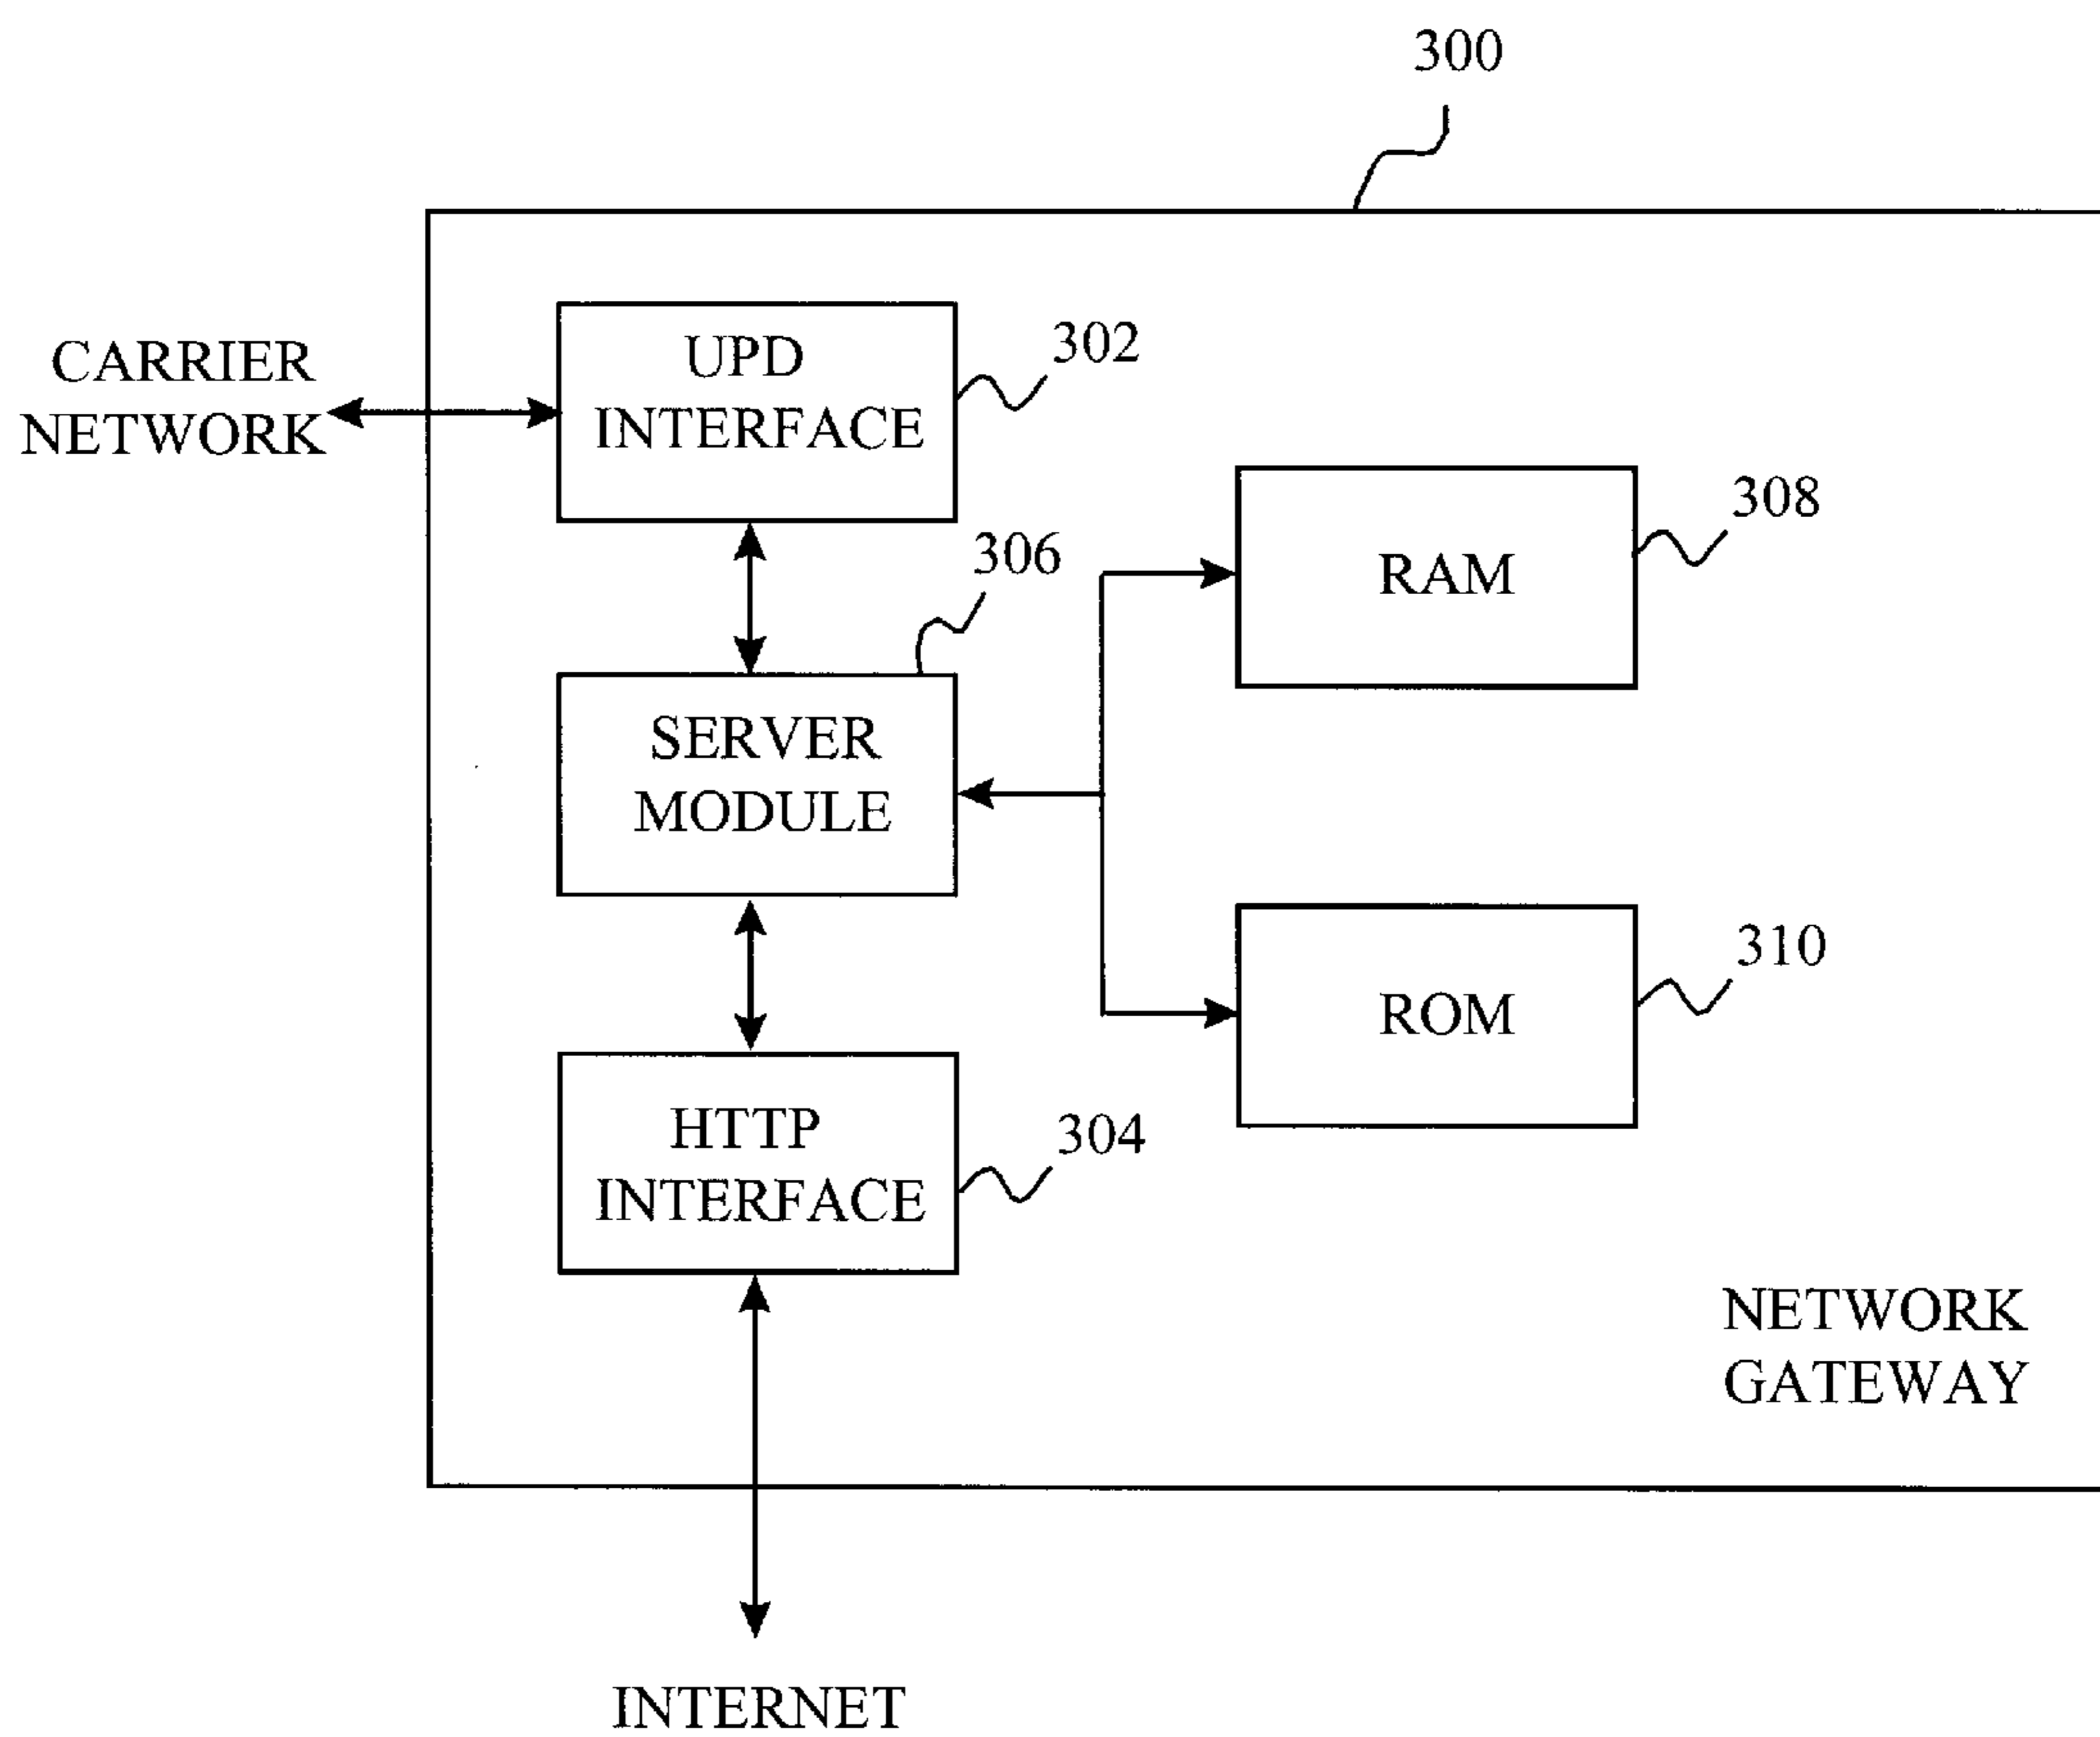 300
UPD
INTERFACE
302
CARRIER
NETWORK
306
RAM
308
SERVER
MODULE
ROM
310
HTTP
INTERFACE
304
NETWORK
GATEWAY
INTERNET